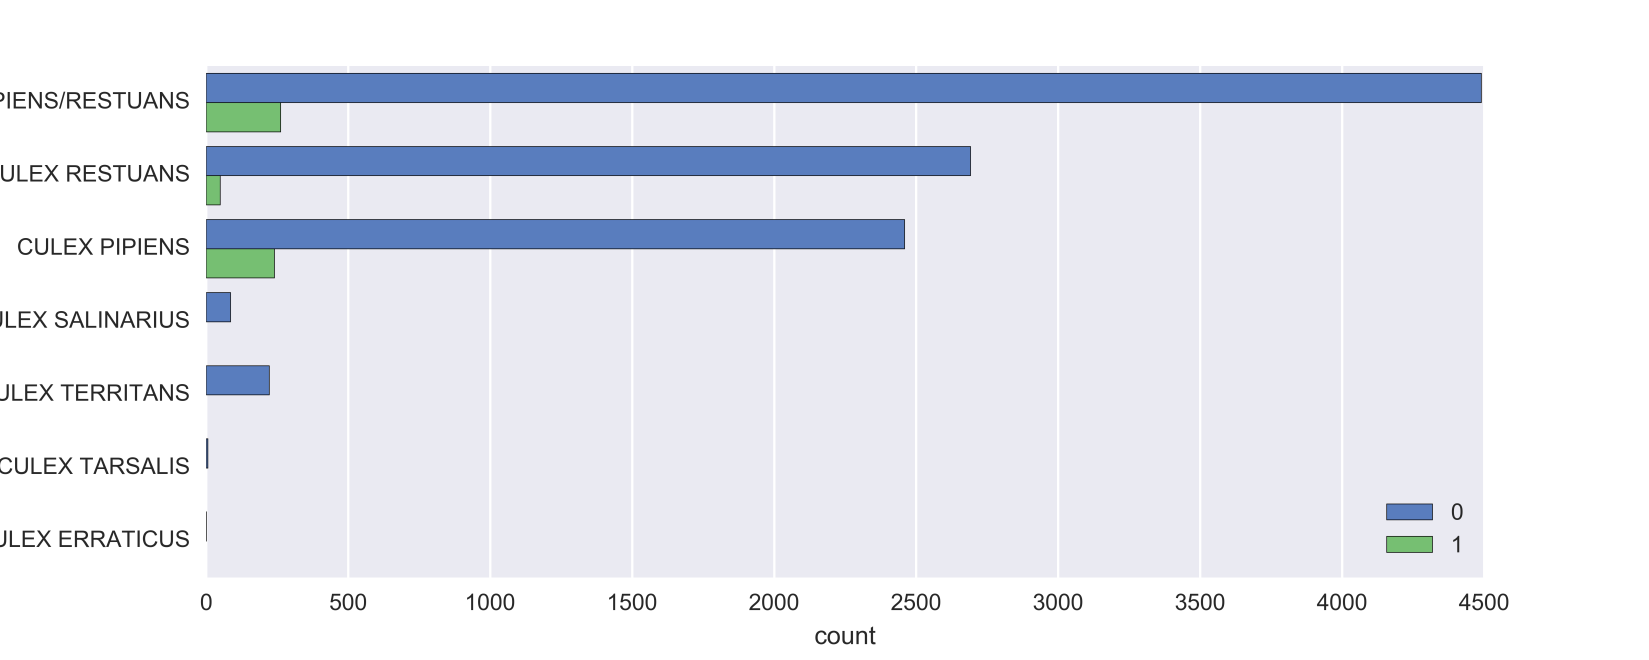 PIENS/RESTUANS
ULEX RESTUANS
CULEX PIPIENS
ULEX SALINARIUS
ULEX TERRITANS
CULEX TARSALIS
ULEX ERRATICUS
0
1
0 500 1000 1500 2000 2500 3000 3500 4000 4500
count